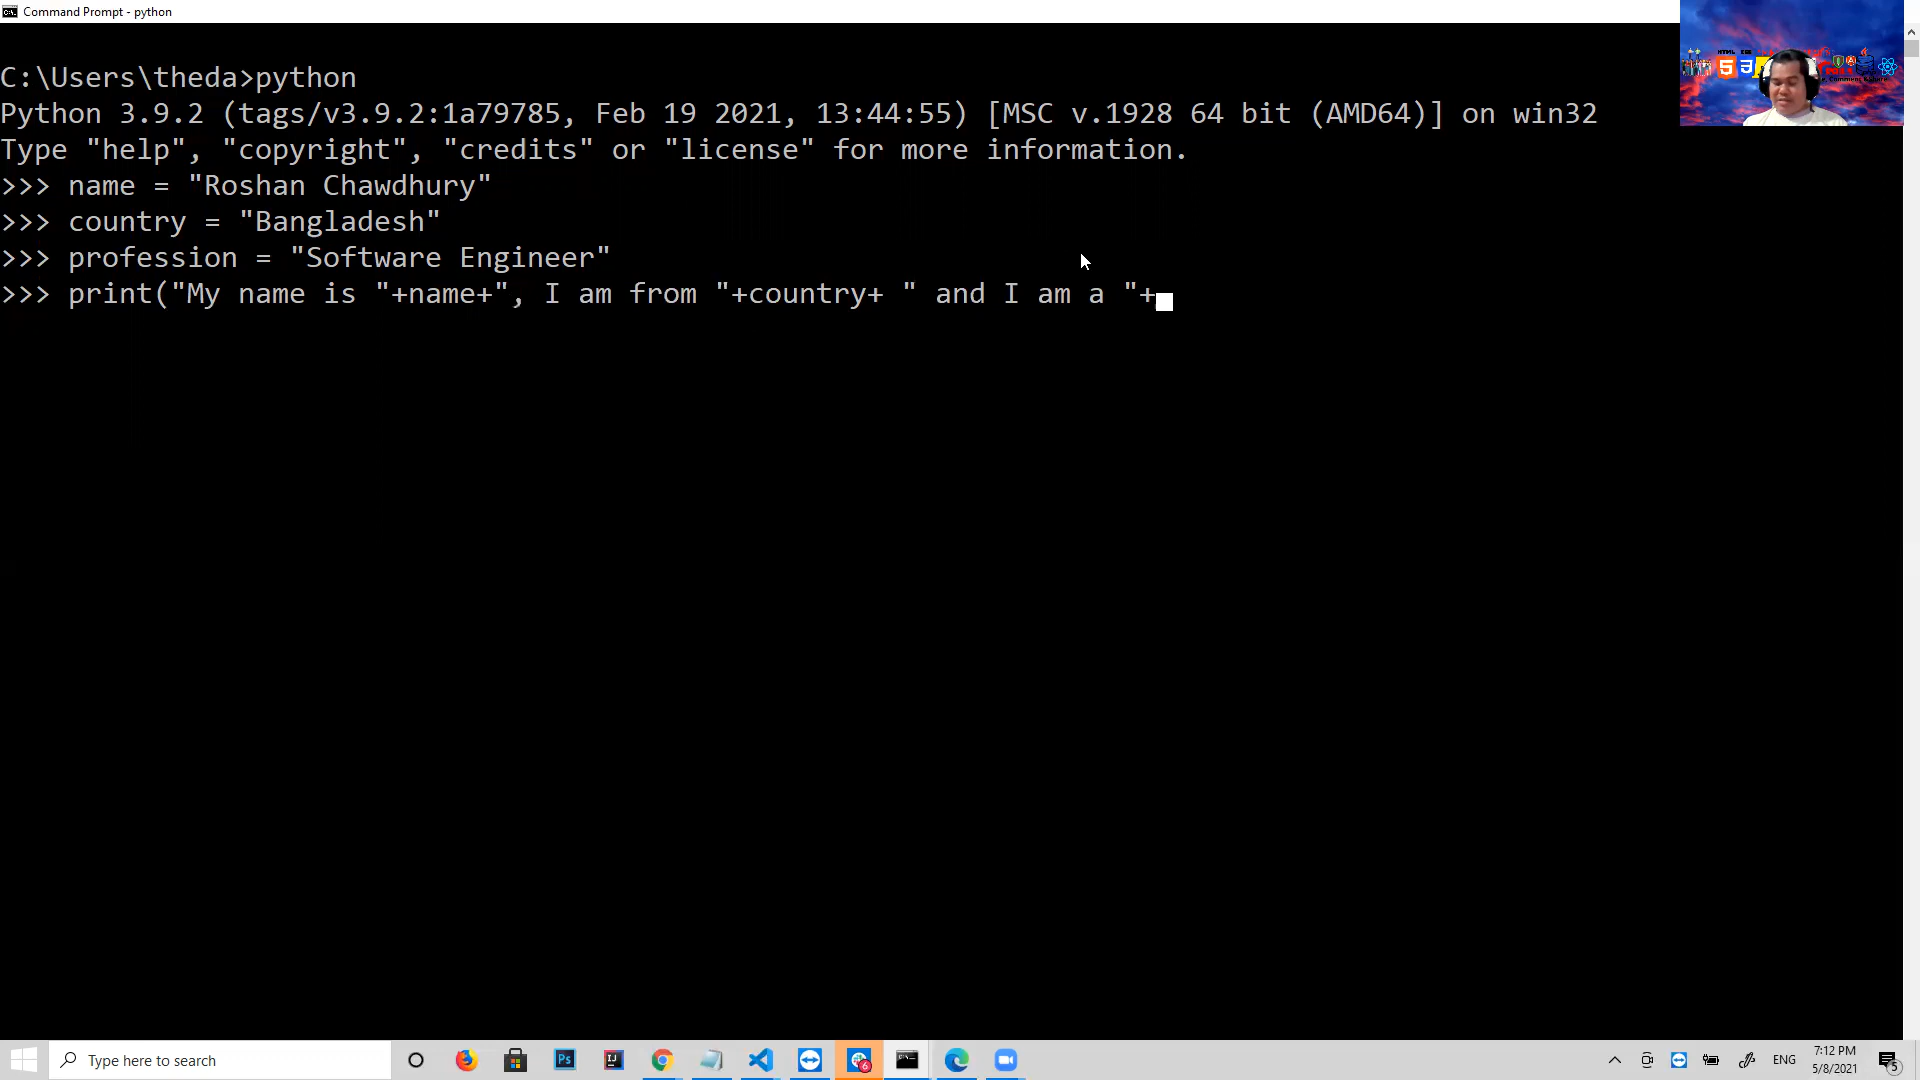 Command Prompt - python
C:\Users\theda>python
Python 3.9.2 (tags/v3.9.2:1a79785, Feb 19 2021, 13:44:55) [MSC v.1928 64 bit (AMD64)] on win32
Type "help", "copyright", "credits" or "license" for more information.
>>> name = "Roshan Chawdhury"
>>> country = "Bangladesh"
>>> profession = "Software Engineer"
>>> print("My name is "+name+", I am from "+country+ " and I am a "+
Type here to search
ENG
7:12 PM
5/8/2021